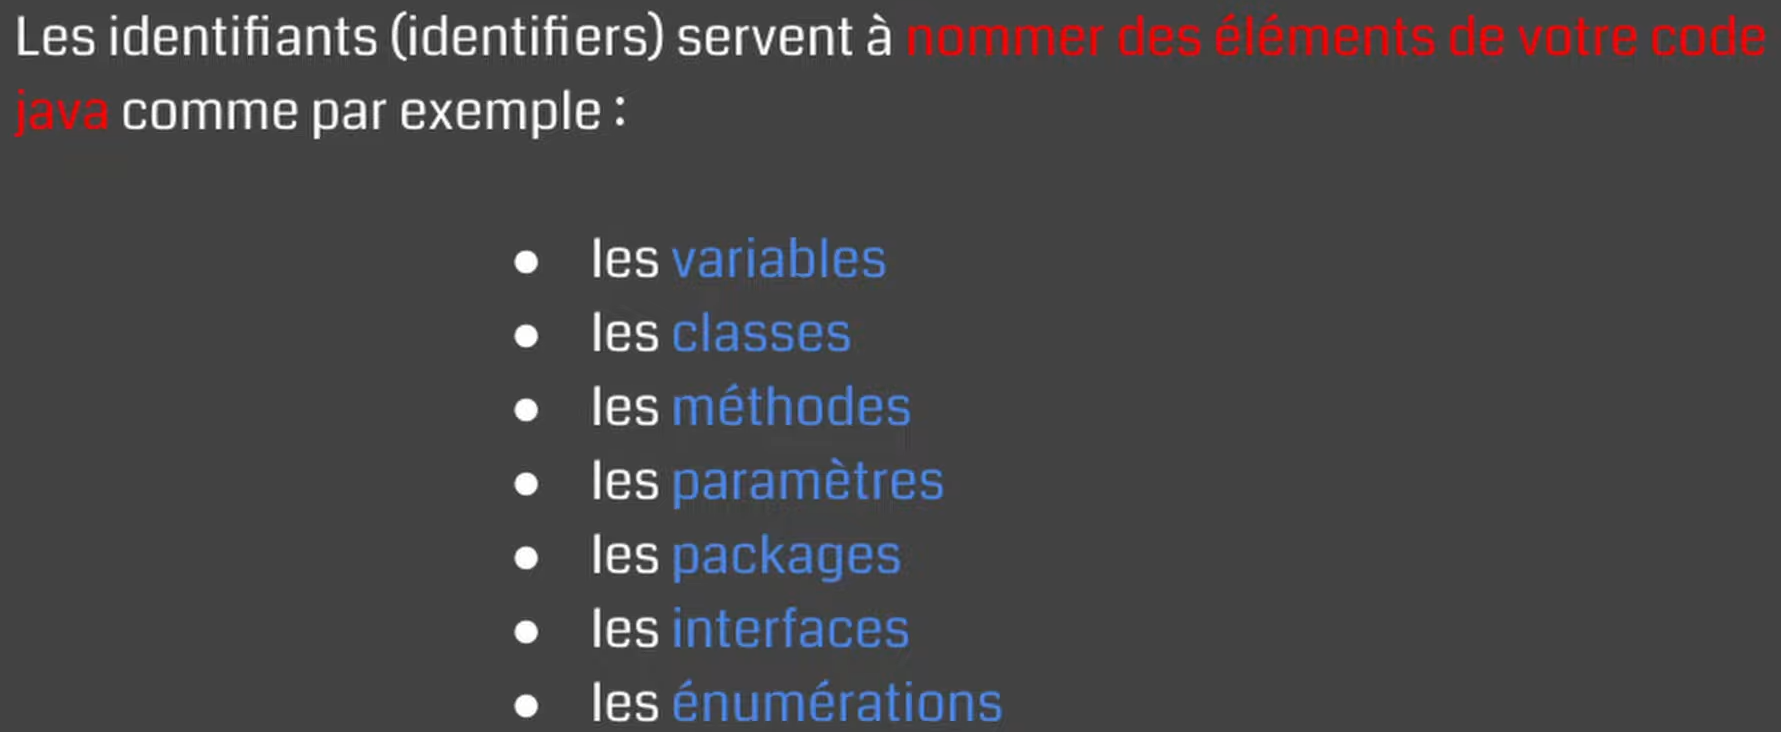 Les identifiants (identifiers) servent à nommer des éléments de votre code
java comme par exemple :
● les variables
● les classes
● les méthodes
● les paramètres
● les packages
● les interfaces
● les énumérations